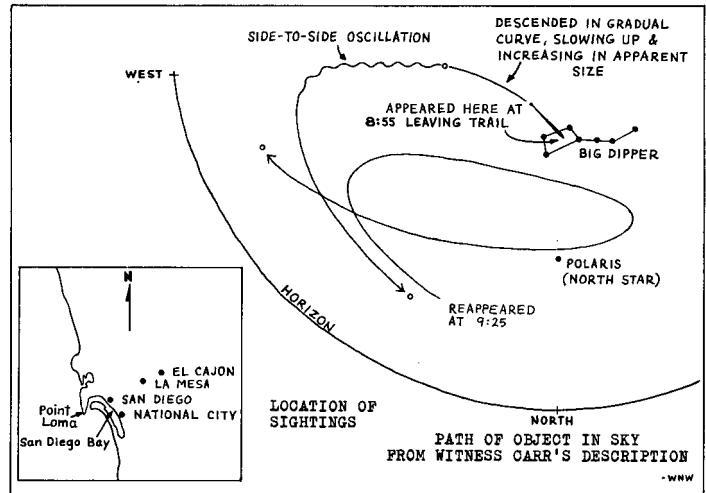 SIDE-TO-SIDE OSCILLATION
DESCENDED IN GRADUAL
CURVE, SLOWING UP &
INCREASING IN APPARENT
SIZE
WEST
APPEARED HERE AT
8:55 LEAVING TRAIL
BIG DIPPER
POLARIS
(NORTH STAR)
HORIZON
REAPPEARED
AT 9:25
N
EL CAJON
LA MESA
SAN DIEGO
NATIONAL CITY
Point
Loma
San Diego Bay
LOCATION OF
SIGHTINGS
NORTH
PATH OF OBJECT IN SKY
FROM WITNESS CARR'S DESCRIPTION
-WNW